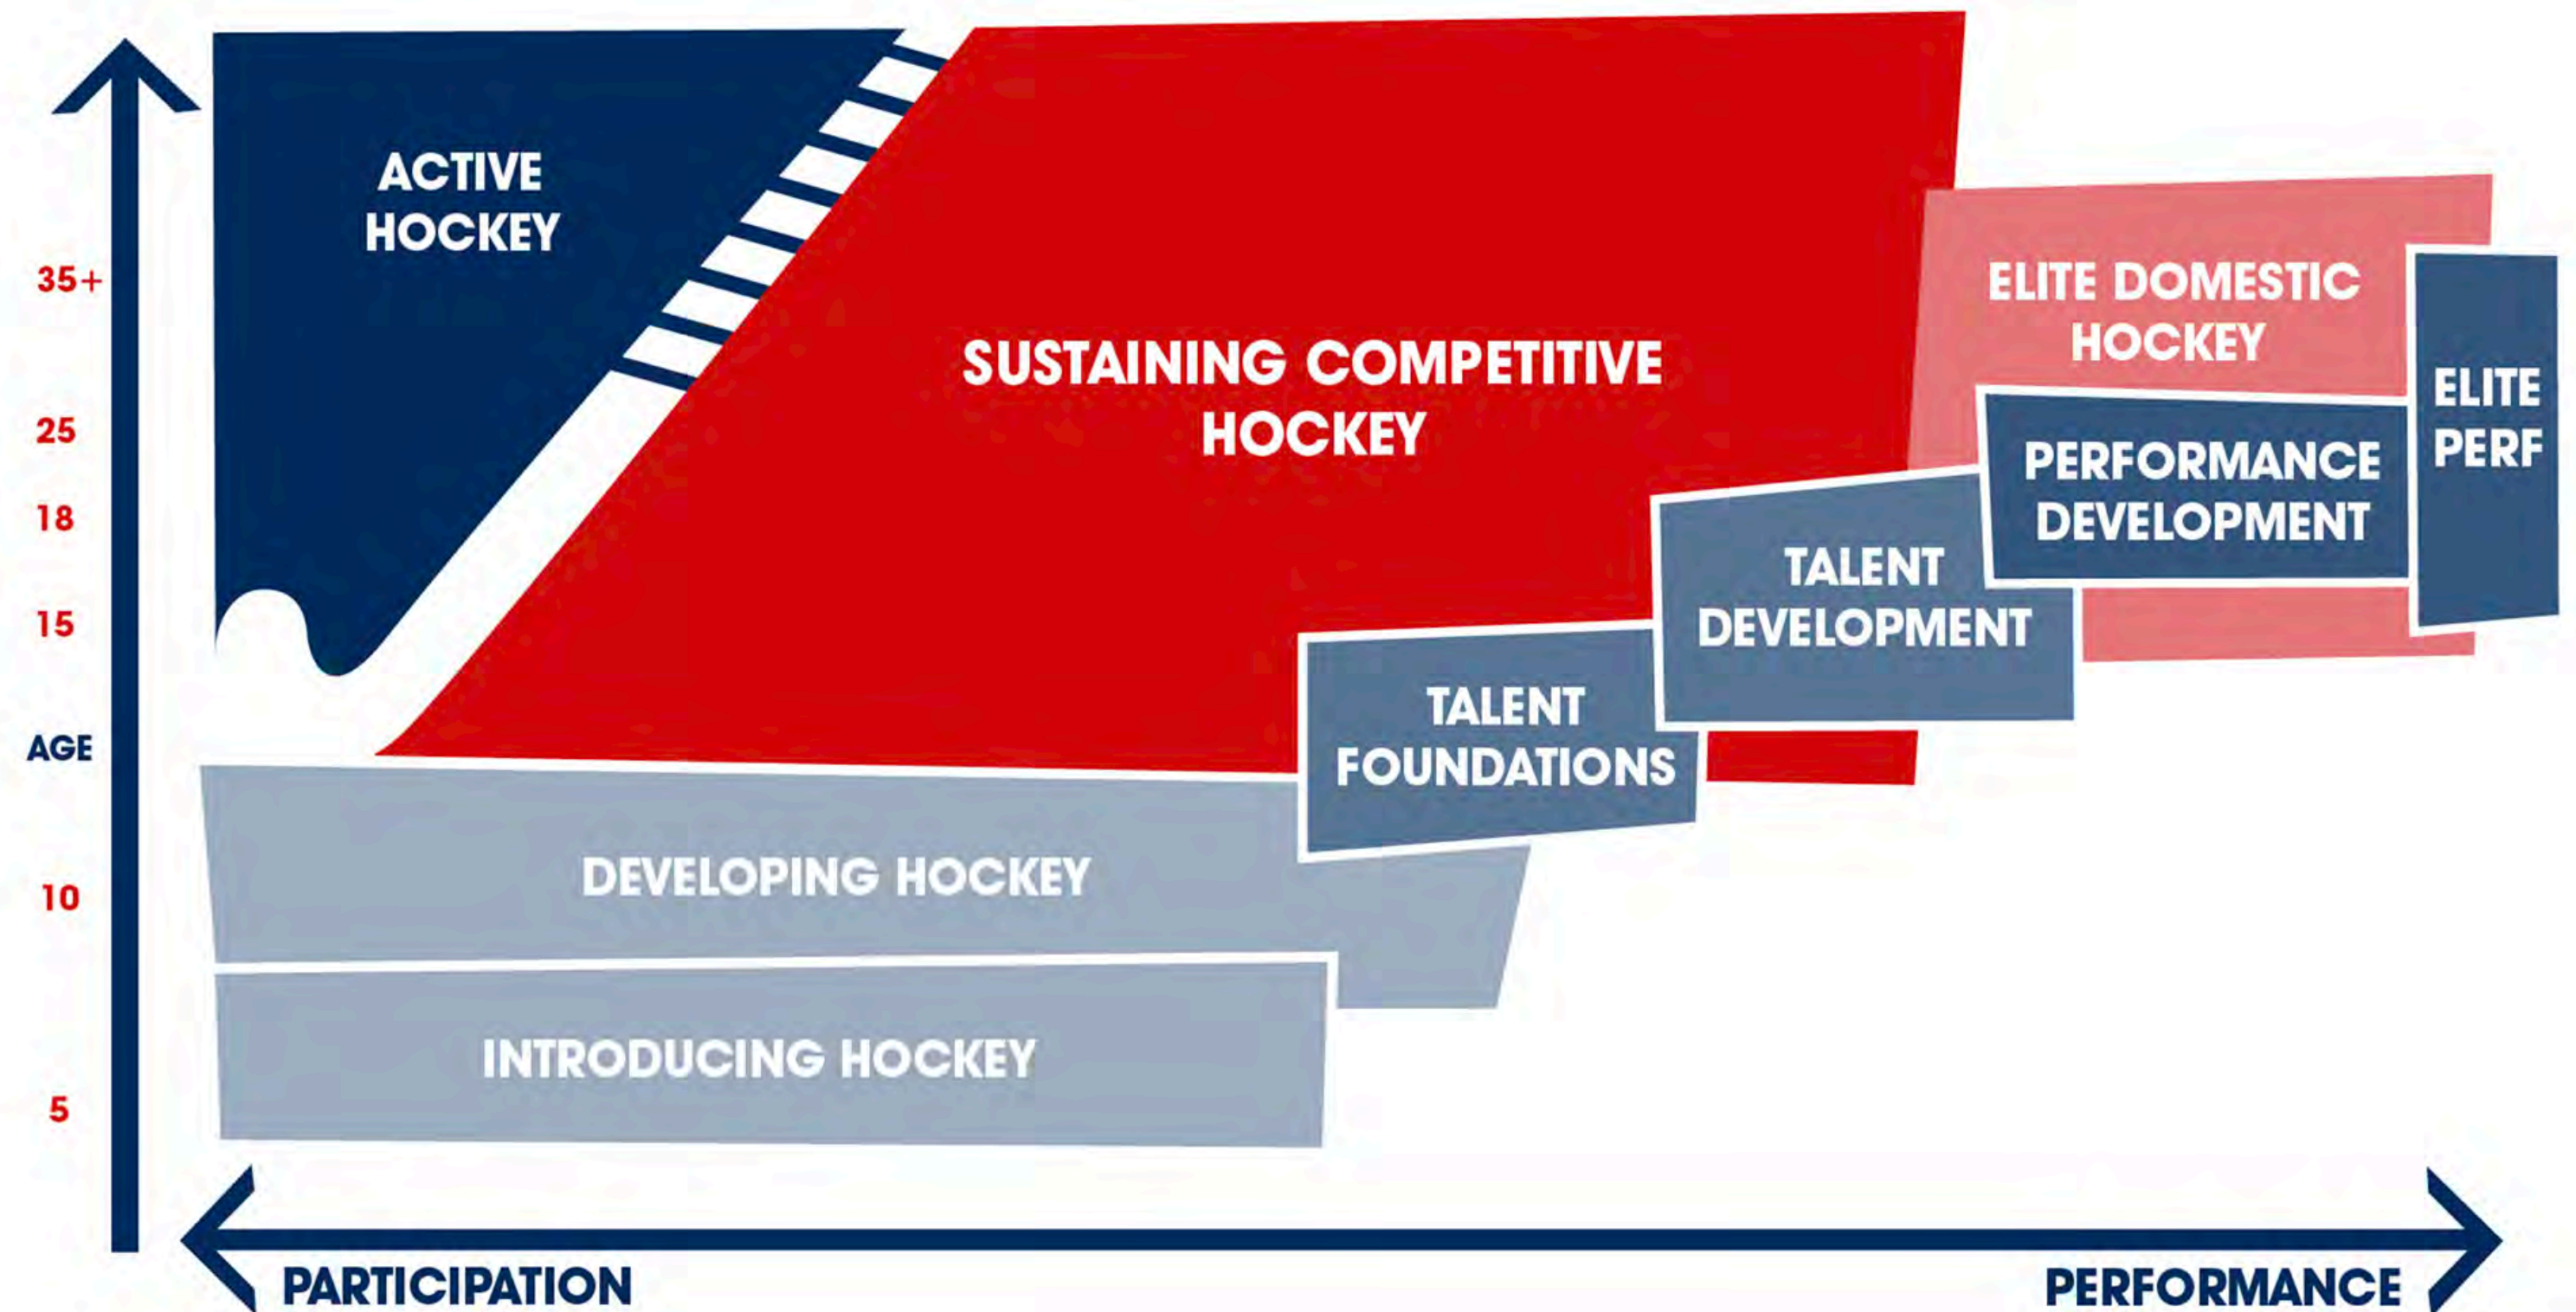 ACTIVE
HOCKEY
35+
ELITE DOMESTIC
HOCKEY
SUSTAINING COMPETITIVE
HOCKEY
ELITE
PERF
25
PERFORMANCE
DEVELOPMENT
18
TALENT
DEVELOPMENT
15
TALENT
FOUNDATIONS
AGE
DEVELOPING HOCKEY
10
INTRODUCING HOCKEY
5
PARTICIPATION
PERFORMANCE